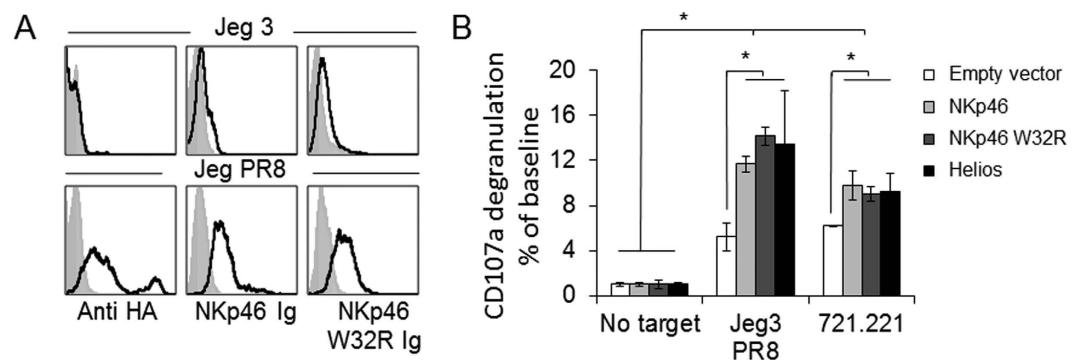 A
Jeg 3
Jeg PR8
Anti HA
NKp46 Ig
NKp46
W32R Ig
B
CD107a degranulation
% of baseline
20
16
12
8
4
0
*
*
*
No target
Jeg3
PR8
721.221
Empty vector
NKp46
NKp46 W32R
Helios